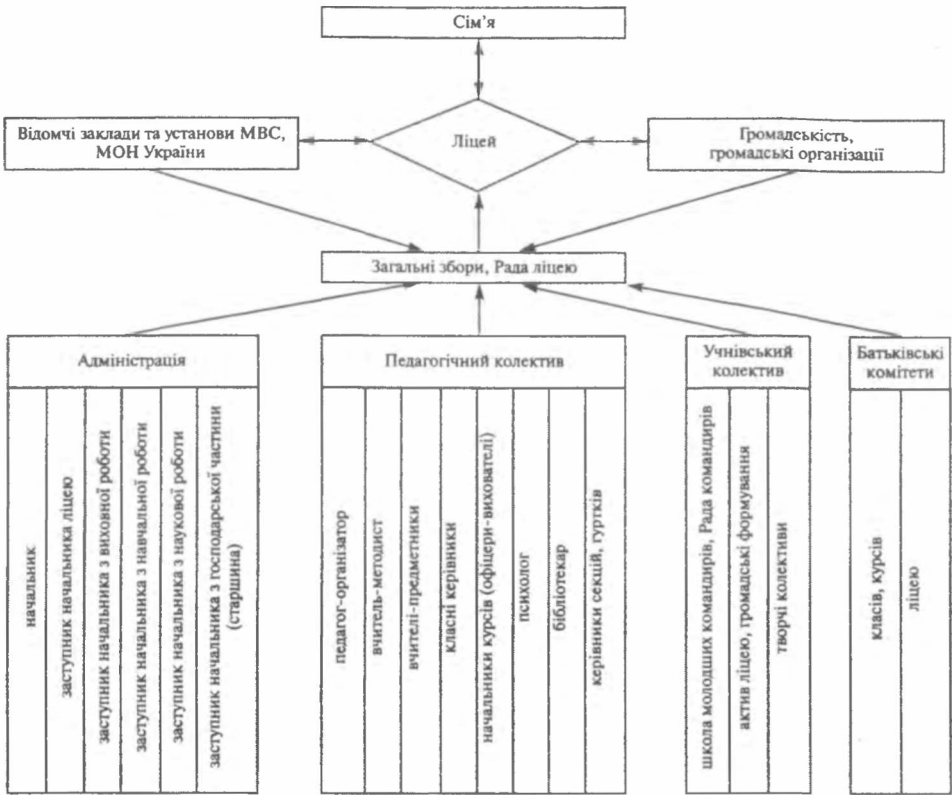 Сім’я
Відомчі заклади та установи МВС,
МОН України
Ліцей
Громадськість,
громадські організації
Загальні збори, Рада ліцею
Адміністрація
начальник
заступник начальника ліцею
заступник начальника з виховної роботи
заступник начальника з навчальної роботи
заступник начальника з наукової роботи
заступник начальника з господарської частини
(старшина)
Педагогічний колектив
педагог-організатор
вчитель-методист
вчителі-предметники
класні керівники
начальники курсів (офіцери-вихователі)
психолог
бібліотекар
керівники секцій, гуртків
Учнівський
колектив
школа молодших командирів, Рада командирів
актив ліцею, громадські формування
творчі колективи
Батьківські
комітети
класів, курсів
ліцею